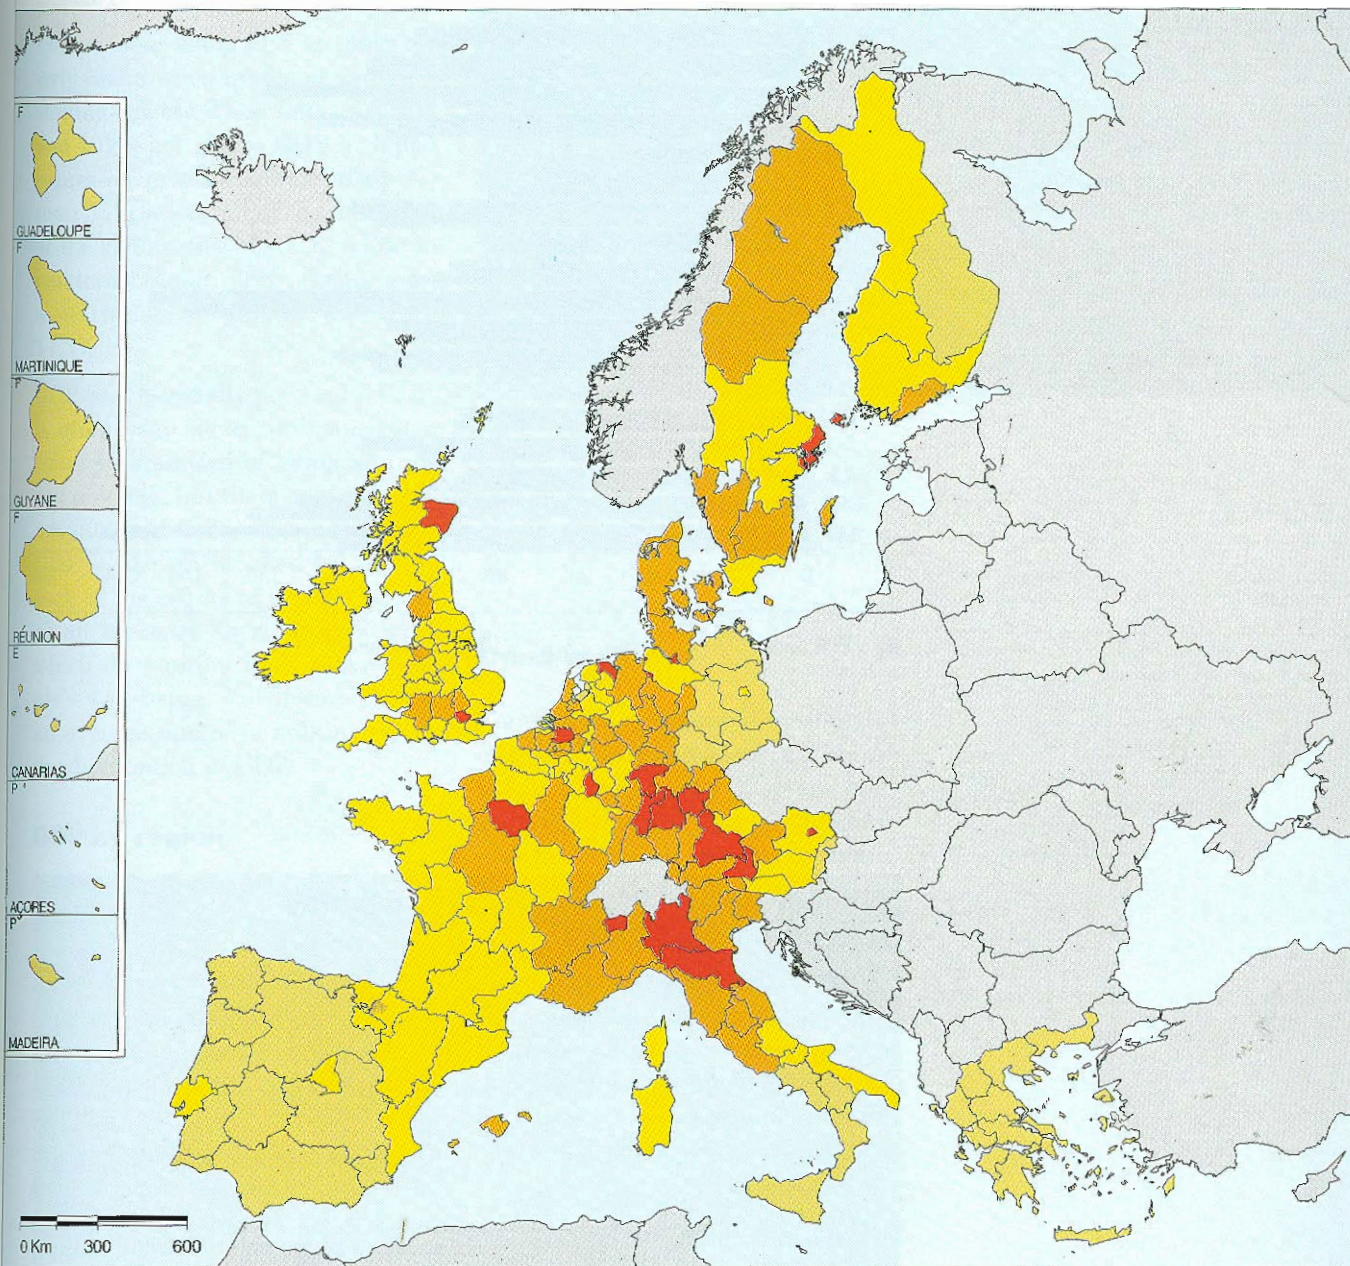 F
GUADELOUPE
F
MARTINIQUE
F
GUYANE
F
RÉUNION
E
CANARIAS
P
AÇORES
P
MADEIRA
0 Km 300 600